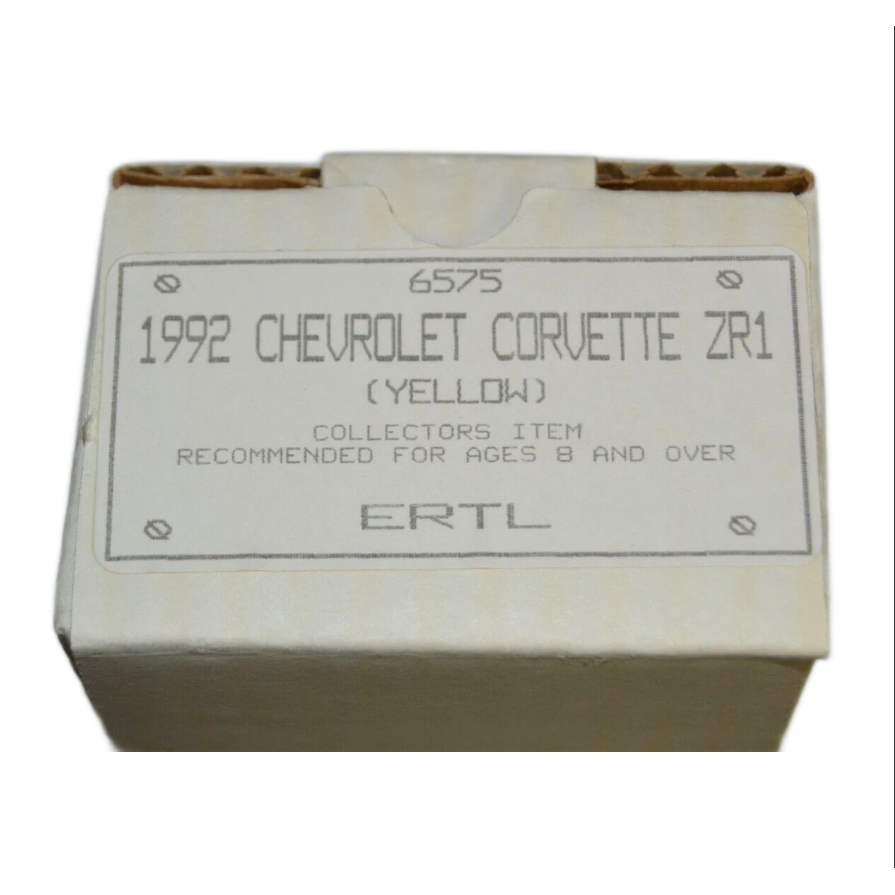 6575
1992 CHEVROLET CORVETTE ZR1
(YELLOW)
COLLECTORS ITEM
RECOMMENDED FOR AGES 8 AND OVER
ERTL